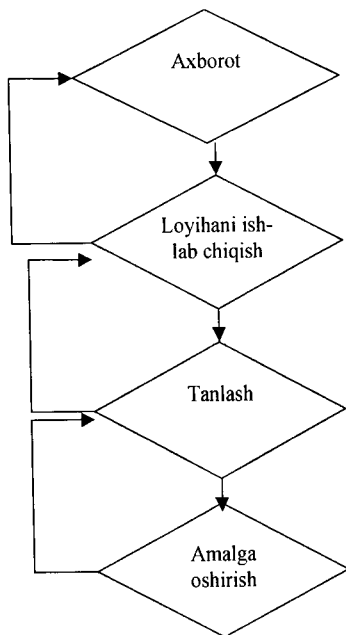 Axborot
Loyihani ish-
lab chiqish
Tanlash
Amalga
oshirish